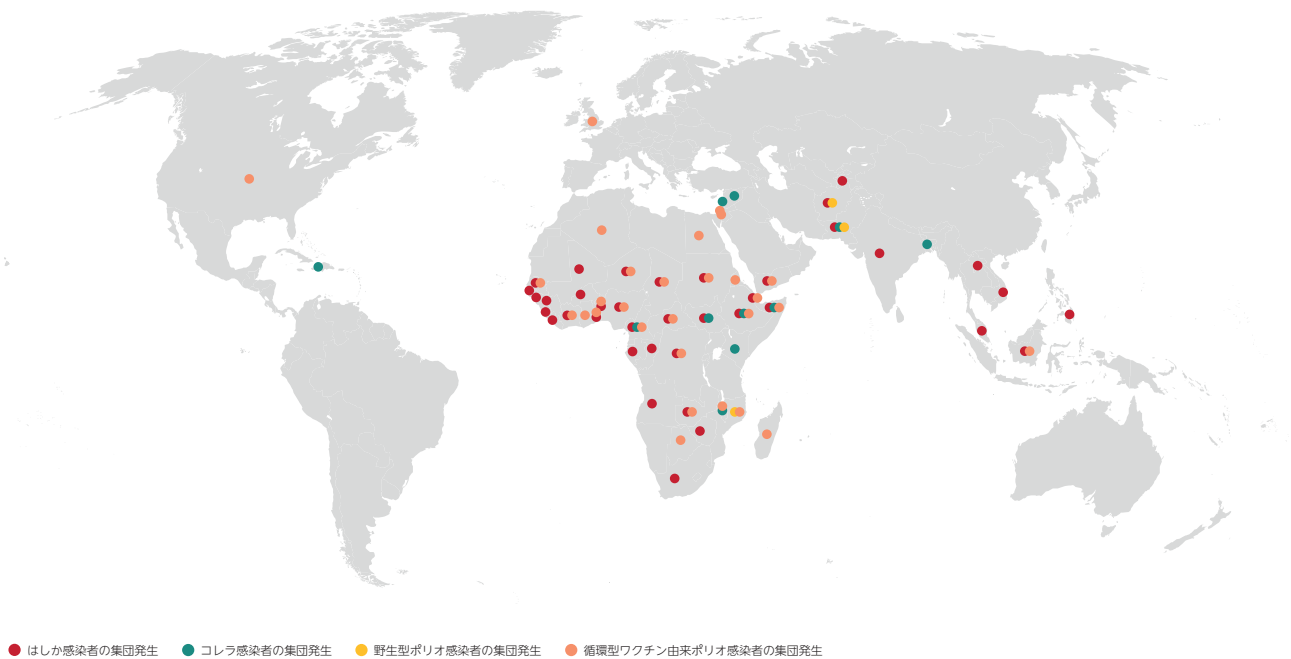 はしか感染者の集団発生
コレラ感染者の集団発生
野生型ポリオ感染者の集団発生
循環型ワクチン由来ポリオ感染者の集団発生